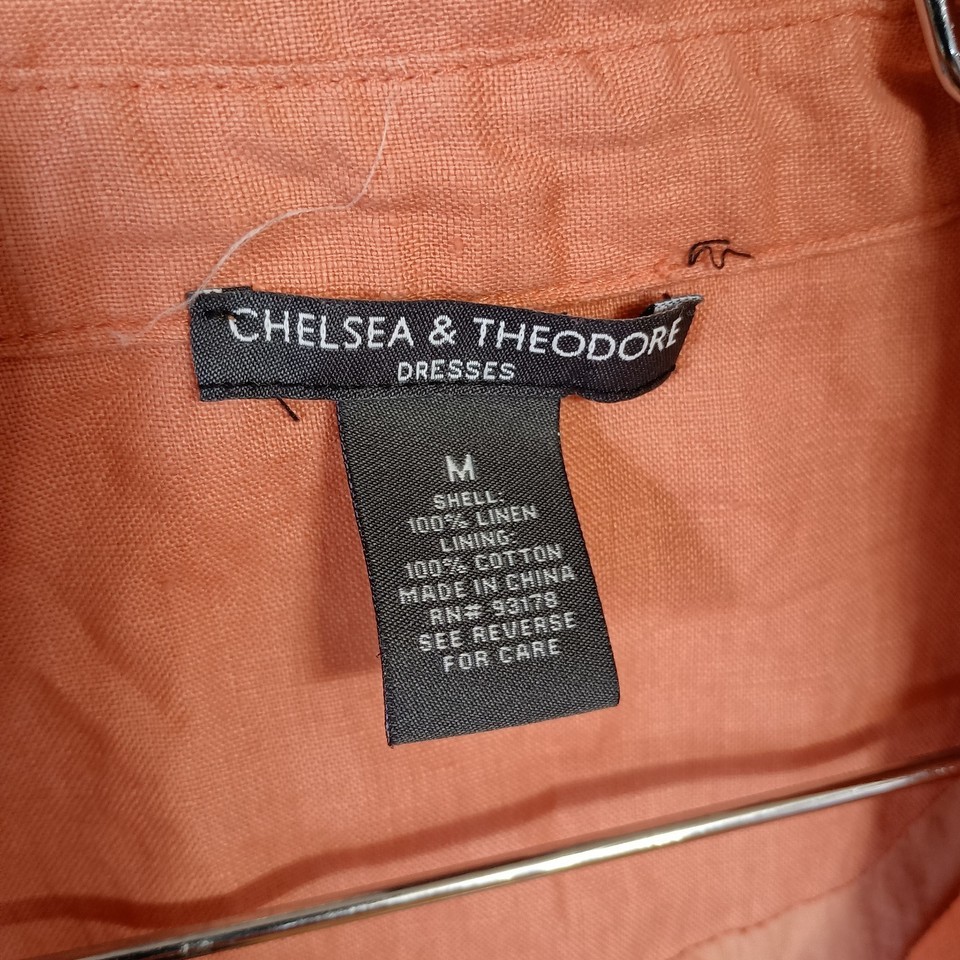 CHELSEA & THEODORE
DRESSES
M
SHELL:
100% LINEN
LINING:
100% COTTON
MADE IN CHINA
RN# 93178
SEE REVERSE
FOR CARE